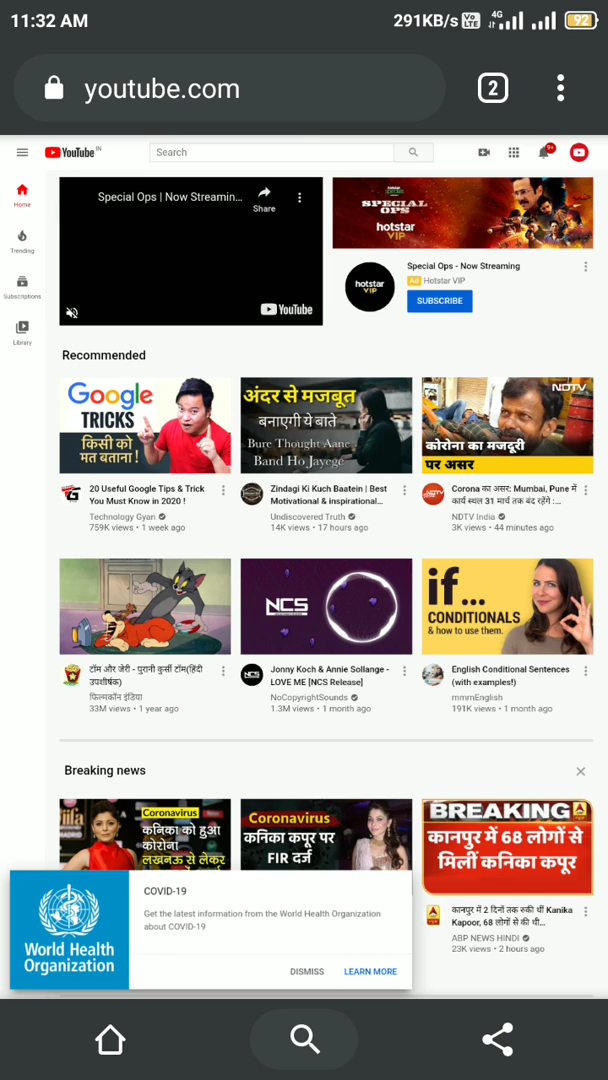 11:32 AM
291KB/s Vo LTE 4G 92
youtube.com
2
YouTube IN
Search
9+
Home
Trending
Subscriptions
Library
Special Ops | Now Streamin...
Share
YouTube
SPECIAL OPS
hotstar VIP
hotstar
VIP
Special Ops - Now Streaming
Ad Hotstar VIP
SUBSCRIBE
Recommended
Google
TRICKS
किसी को
मत बताना !
20 Useful Google Tips & Trick
You Must Know in 2020 !
Technology Gyan
759K views • 1 week ago
अंदर से मजबूत
बनाएगी ये बाते
Bure Thought Aane
Band Ho Jayege
Zindagi Ki Kuch Baatein | Best
Motivational & inspirational...
Undiscovered Truth
14K views • 17 hours ago
NDTV
कोरोना का मजदूरी
पर असर
NDTV
Corona का असर: Mumbai, Pune में
कार्य स्थल 31 मार्च तक बंद रहेंगे :...
NDTV India
3K views • 44 minutes ago
टॉम और जेरी - पुरानी कुर्सी टॉम(हिंदी
उपशीर्षक)
फिल्मकॉन इंडिया
33M views • 1 year ago
NCS
NCS
Jonny Koch & Annie Sollange -
LOVE ME [NCS Release]
NoCopyrightSounds
1.3M views • 1 month ago
if...
CONDITIONALS
& how to use them.
English Conditional Sentences
(with examples!)
mmmEnglish
191K views • 1 month ago
Breaking news
iifa
Coronavirus
कनिका को हुआ
कोरोना
लखनऊ से लेकर
Coronavirus
कनिका कपूर पर
FIR दर्ज
BREAKING
कानपुर में 68 लोगों से
मिलीं कनिका कपूर
कानपुर में 2 दिनों तक रुकी थीं Kanika
Kapoor, 68 लोगों से की थी...
ABP NEWS HINDI
23K views • 2 hours ago
World Health
Organization
COVID-19
Get the latest information from the World Health Organization
about COVID-19
DISMISS
LEARN MORE